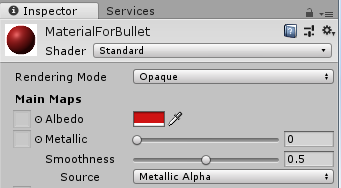 Inspector Services
MaterialForBullet
Shader Standard
Rendering Mode Opaque
Main Maps
Albedo
Metallic 0
Smoothness 0.5
Source Metallic Alpha